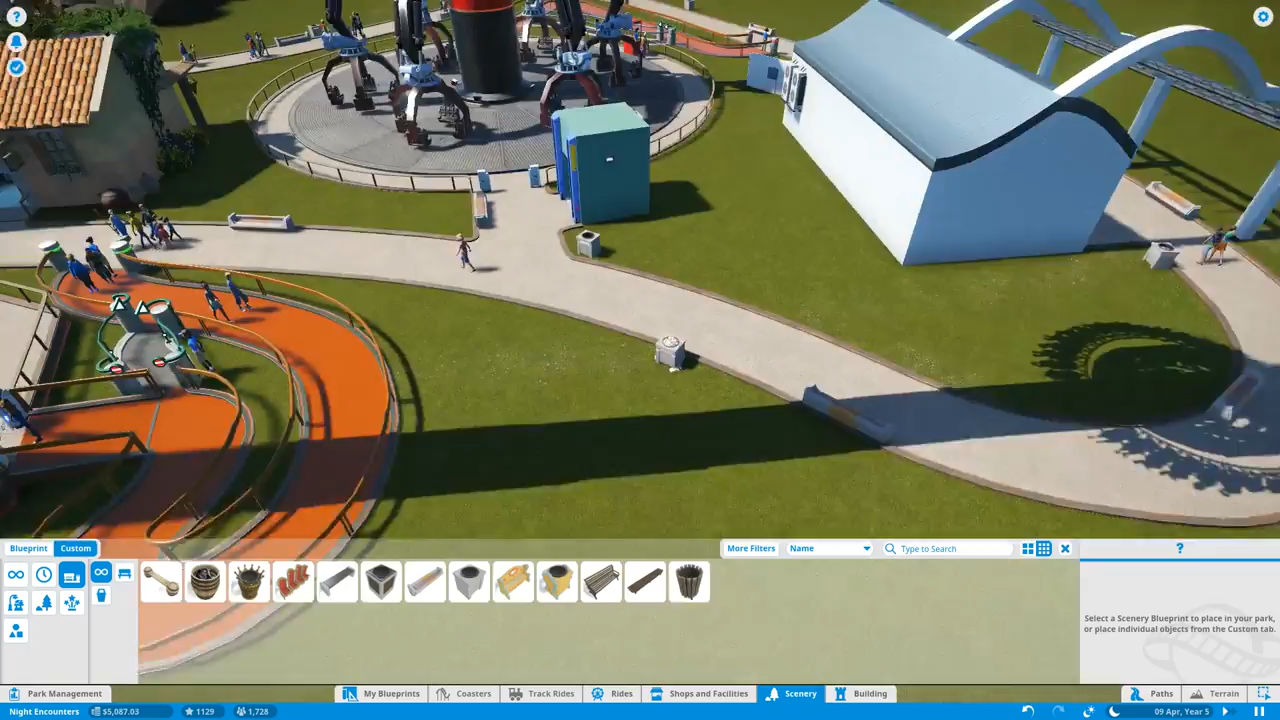 Blueprint Custom More Filters Name Type to Search ?
Select a Scenery Blueprint to place in your park,
or place individual objects from the Custom tab.
Park Management My Blueprints Coasters Track Rides Rides Shops and Facilities Scenery Building Paths Terrain
Night Encounters $5,087.03 1129 1,728 09 Apr, Year 5